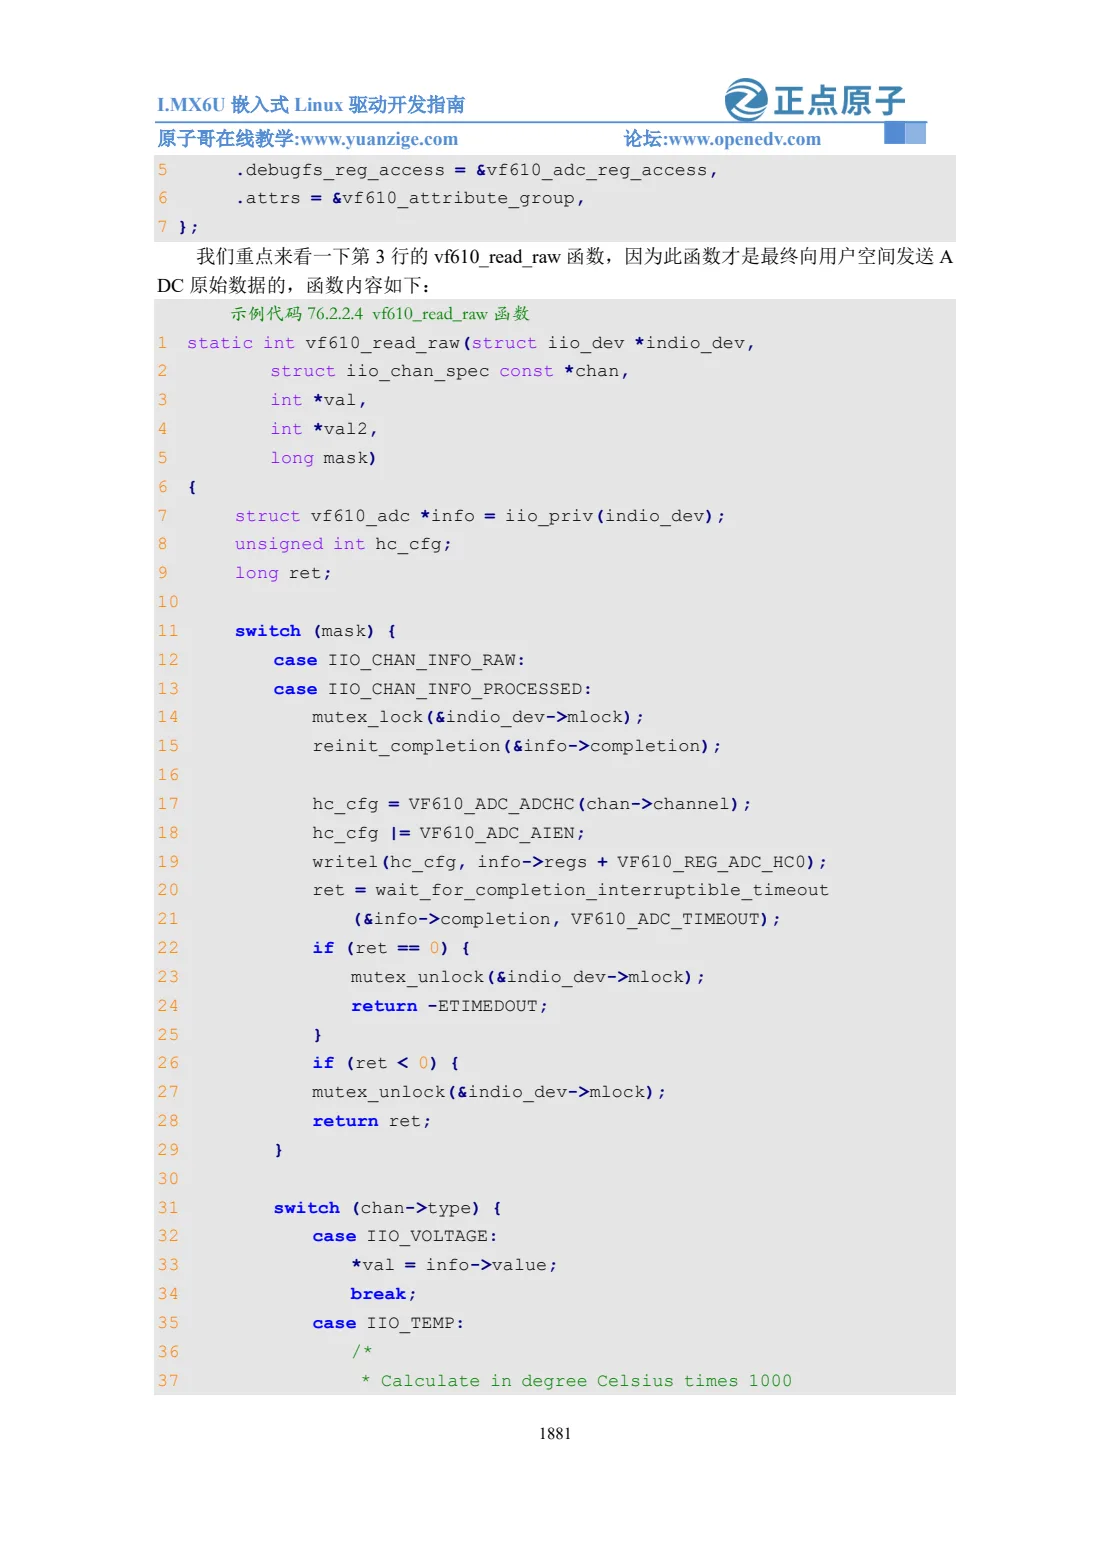 I.MX6U 嵌入式 Linux 驱动开发指南
正点原子
原子哥在线教学:www.yuanzige.com 论坛:www.openedv.com
5 .debugfs_reg_access = &vf610_adc_reg_access,
6 .attrs = &vf610_attribute_group,
7 };
我们重点来看一下第 3 行的 vf610_read_raw 函数，因为此函数才是最终向用户空间发送 A
DC 原始数据的，函数内容如下：
示例代码 76.2.2.4 vf610_read_raw 函数
1 static int vf610_read_raw(struct iio_dev *indio_dev,
2 struct iio_chan_spec const *chan,
3 int *val,
4 int *val2,
5 long mask)
6 {
7 struct vf610_adc *info = iio_priv(indio_dev);
8 unsigned int hc_cfg;
9 long ret;
10
11 switch (mask) {
12 case IIO_CHAN_INFO_RAW:
13 case IIO_CHAN_INFO_PROCESSED:
14 mutex_lock(&indio_dev->mlock);
15 reinit_completion(&info->completion);
16
17 hc_cfg = VF610_ADC_ADCHC(chan->channel);
18 hc_cfg |= VF610_ADC_AIEN;
19 writel(hc_cfg, info->regs + VF610_REG_ADC_HC0);
20 ret = wait_for_completion_interruptible_timeout
21 (&info->completion, VF610_ADC_TIMEOUT);
22 if (ret == 0) {
23 mutex_unlock(&indio_dev->mlock);
24 return -ETIMEDOUT;
25 }
26 if (ret < 0) {
27 mutex_unlock(&indio_dev->mlock);
28 return ret;
29 }
30
31 switch (chan->type) {
32 case IIO_VOLTAGE:
33 *val = info->value;
34 break;
35 case IIO_TEMP:
36 /*
37 * Calculate in degree Celsius times 1000
1881